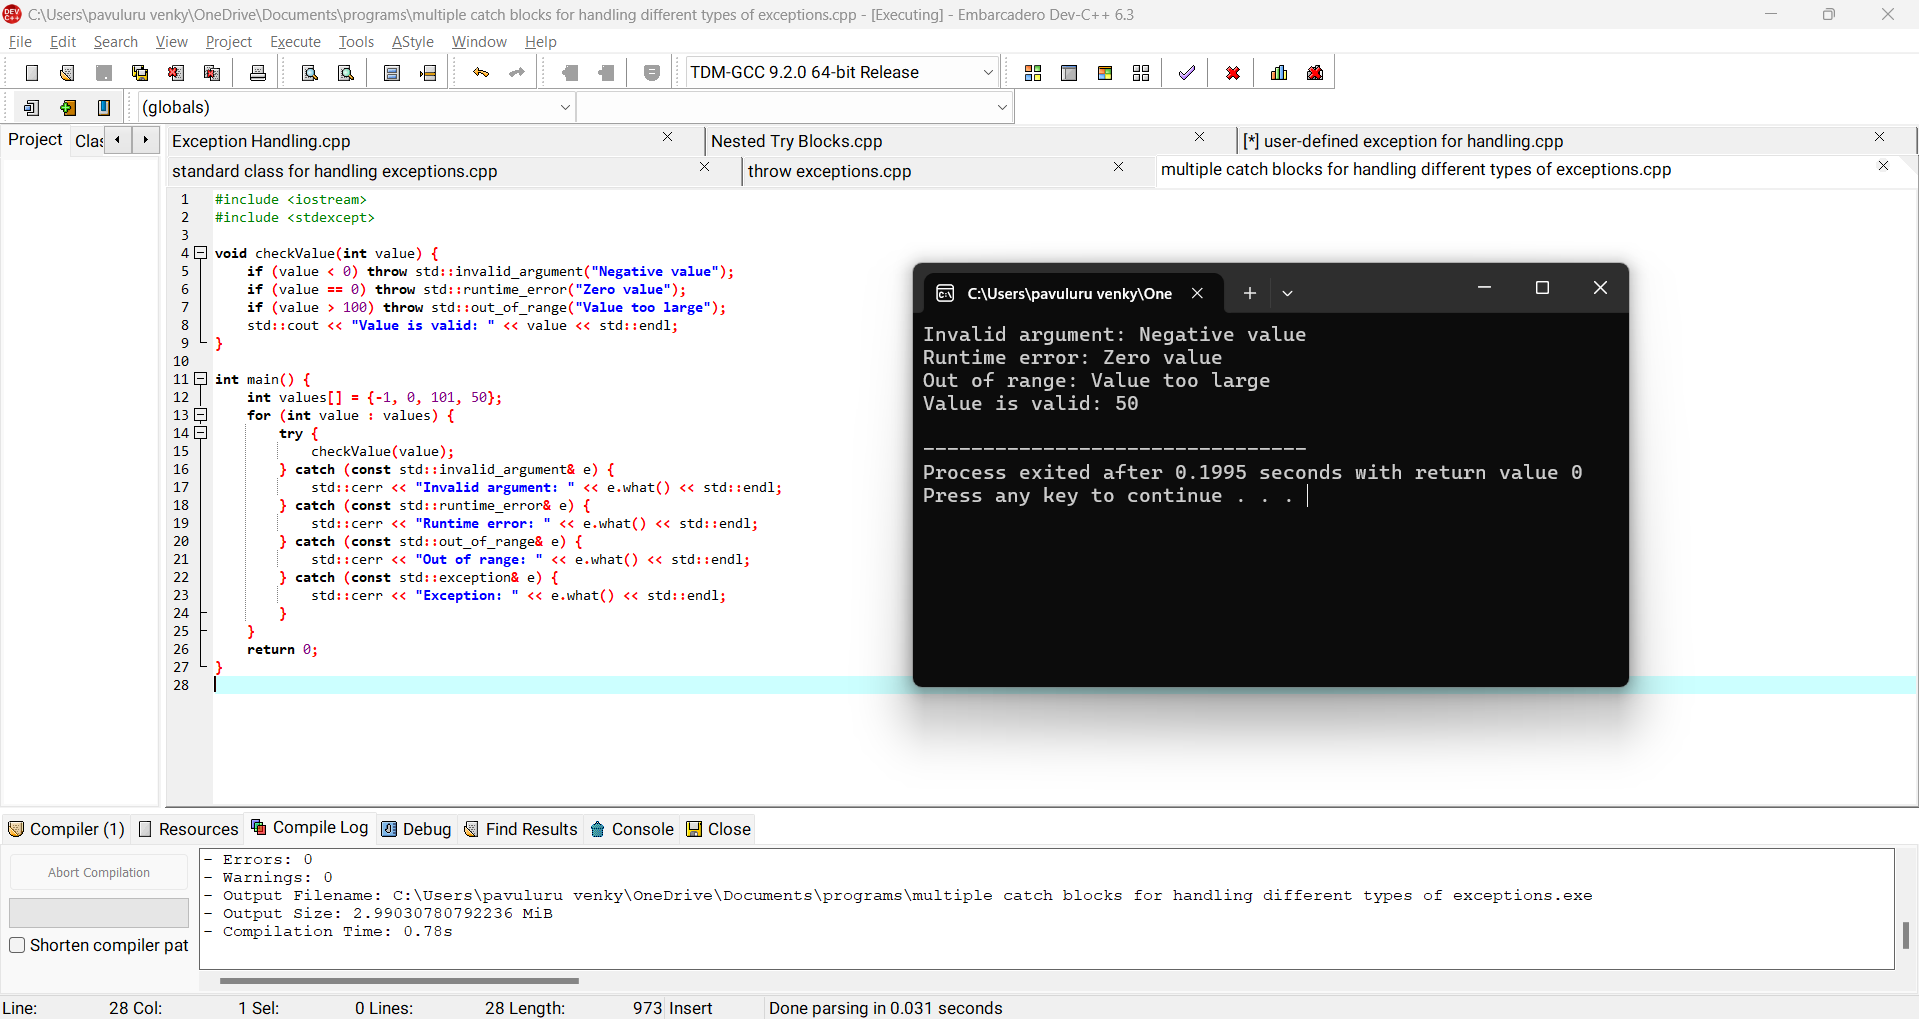 C:\Users\pavuluru venky\OneDrive\Documents\programs\multiple catch blocks for handling different types of exceptions.cpp - [Executing] - Embarcadero Dev-C++ 6.3
File Edit Search View Project Execute Tools AStyle Window Help
TDM-GCC 9.2.0 64-bit Release
(globals)
Project Clas
Exception Handling.cpp Nested Try Blocks.cpp [*] user-defined exception for handling.cpp
standard class for handling exceptions.cpp throw exceptions.cpp multiple catch blocks for handling different types of exceptions.cpp
1 #include <iostream>
2 #include <stdexcept>
3
4 void checkValue(int value) {
5 if (value < 0) throw std::invalid_argument("Negative value");
6 if (value == 0) throw std::runtime_error("Zero value");
7 if (value > 100) throw std::out_of_range("Value too large");
8 std::cout << "Value is valid: " << value << std::endl;
9 }
10
11 int main() {
12 int values[] = {-1, 0, 101, 50};
13 for (int value : values) {
14 try {
15 checkValue(value);
16 } catch (const std::invalid_argument& e) {
17 std::cerr << "Invalid argument: " << e.what() << std::endl;
18 } catch (const std::runtime_error& e) {
19 std::cerr << "Runtime error: " << e.what() << std::endl;
20 } catch (const std::out_of_range& e) {
21 std::cerr << "Out of range: " << e.what() << std::endl;
22 } catch (const std::exception& e) {
23 std::cerr << "Exception: " << e.what() << std::endl;
24 }
25 }
26 return 0;
27 }
28
C:\Users\pavuluru venky\One
Invalid argument: Negative value
Runtime error: Zero value
Out of range: Value too large
Value is valid: 50
--------------------------------
Process exited after 0.1995 seconds with return value 0
Press any key to continue . . .
Compiler (1) Resources Compile Log Debug Find Results Console Close
Abort Compilation
Shorten compiler pat
- Errors: 0
- Warnings: 0
- Output Filename: C:\Users\pavuluru venky\OneDrive\Documents\programs\multiple catch blocks for handling different types of exceptions.exe
- Output Size: 2.99030780792236 MiB
- Compilation Time: 0.78s
Line: 28 Col: 1 Sel: 0 Lines: 28 Length: 973 Insert Done parsing in 0.031 seconds